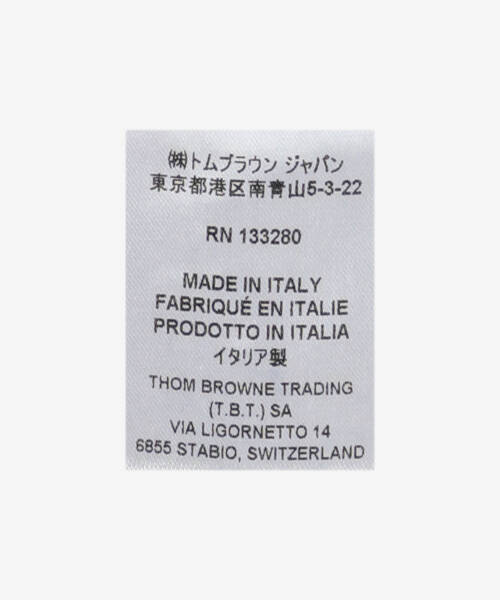 ㈱トムブラウン ジャパン
東京都港区南青山5-3-22
RN 133280
MADE IN ITALY
FABRIQUÉ EN ITALIE
PRODOTTO IN ITALIA
イタリア製
THOM BROWNE TRADING
(T.B.T.) SA
VIA LIGORNETTO 14
6855 STABIO, SWITZERLAND